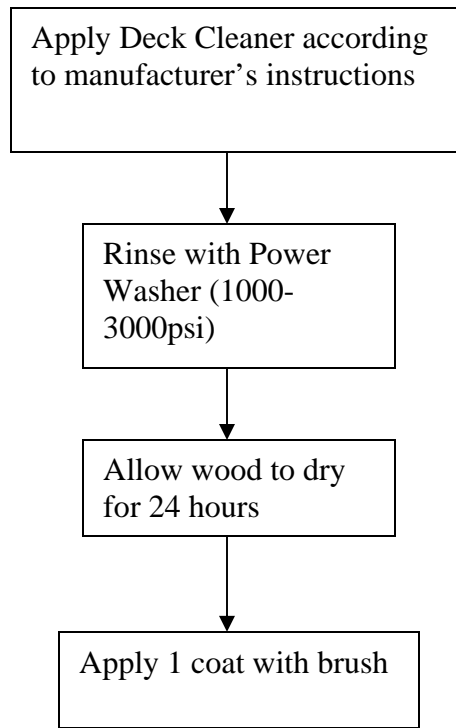 Apply Deck Cleaner according
to manufacturer’s instructions
Rinse with Power
Washer (1000-
3000psi)
Allow wood to dry
for 24 hours
Apply 1 coat with brush